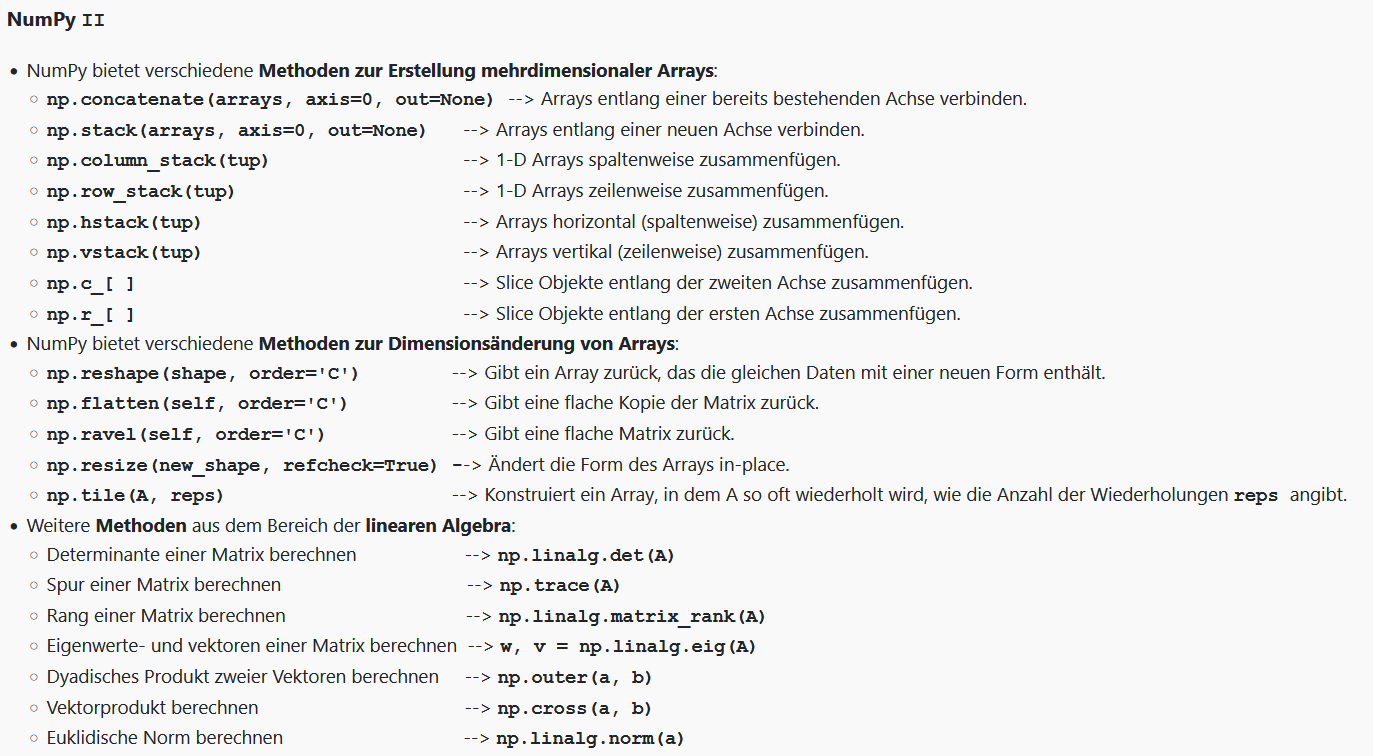 NumPy II
• NumPy bietet verschiedene Methoden zur Erstellung mehrdimensionaler Arrays:
◦ np.concatenate(arrays, axis=0, out=None) --> Arrays entlang einer bereits bestehenden Achse verbinden.
◦ np.stack(arrays, axis=0, out=None) --> Arrays entlang einer neuen Achse verbinden.
◦ np.column_stack(tup) --> 1-D Arrays spaltenweise zusammenfügen.
◦ np.row_stack(tup) --> 1-D Arrays zeilenweise zusammenfügen.
◦ np.hstack(tup) --> Arrays horizontal (spaltenweise) zusammenfügen.
◦ np.vstack(tup) --> Arrays vertikal (zeilenweise) zusammenfügen.
◦ np.c_[ ] --> Slice Objekte entlang der zweiten Achse zusammenfügen.
◦ np.r_[ ] --> Slice Objekte entlang der ersten Achse zusammenfügen.
• NumPy bietet verschiedene Methoden zur Dimensionsänderung von Arrays:
◦ np.reshape(shape, order='C') --> Gibt ein Array zurück, das die gleichen Daten mit einer neuen Form enthält.
◦ np.flatten(self, order='C') --> Gibt eine flache Kopie der Matrix zurück.
◦ np.ravel(self, order='C') --> Gibt eine flache Matrix zurück.
◦ np.resize(new_shape, refcheck=True) --> Ändert die Form des Arrays in-place.
◦ np.tile(A, reps) --> Konstruiert ein Array, in dem A so oft wiederholt wird, wie die Anzahl der Wiederholungen reps angibt.
• Weitere Methoden aus dem Bereich der linearen Algebra:
◦ Determinante einer Matrix berechnen --> np.linalg.det(A)
◦ Spur einer Matrix berechnen --> np.trace(A)
◦ Rang einer Matrix berechnen --> np.linalg.matrix_rank(A)
◦ Eigenwerte- und vektoren einer Matrix berechnen --> w, v = np.linalg.eig(A)
◦ Dyadisches Produkt zweier Vektoren berechnen --> np.outer(a, b)
◦ Vektorprodukt berechnen --> np.cross(a, b)
◦ Euklidische Norm berechnen --> np.linalg.norm(a)